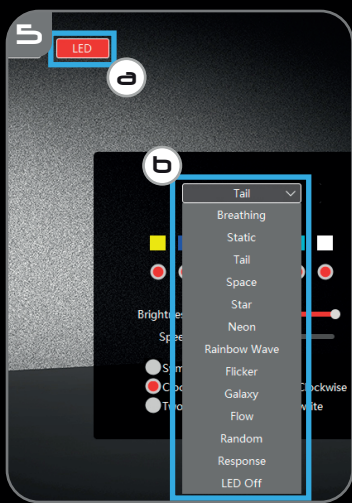 5
LED
a
b
Tail
Breathing
Static
Tail
Space
Star
Neon
Rainbow Wave
Flicker
Galaxy
Flow
Random
Response
LED Off